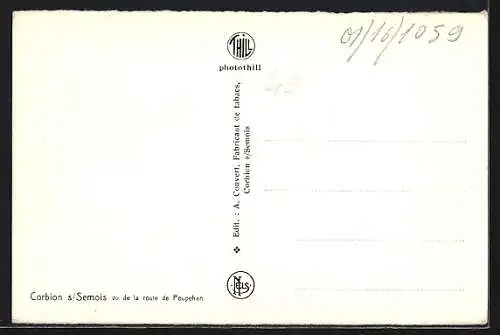 THILL
photothill
01/16/1059
❖ Edit. : A. Convert, Fabricant de tabacs,
Corbion s/Semois
NELS
Corbion s/Semois vu de la route de Poupehan